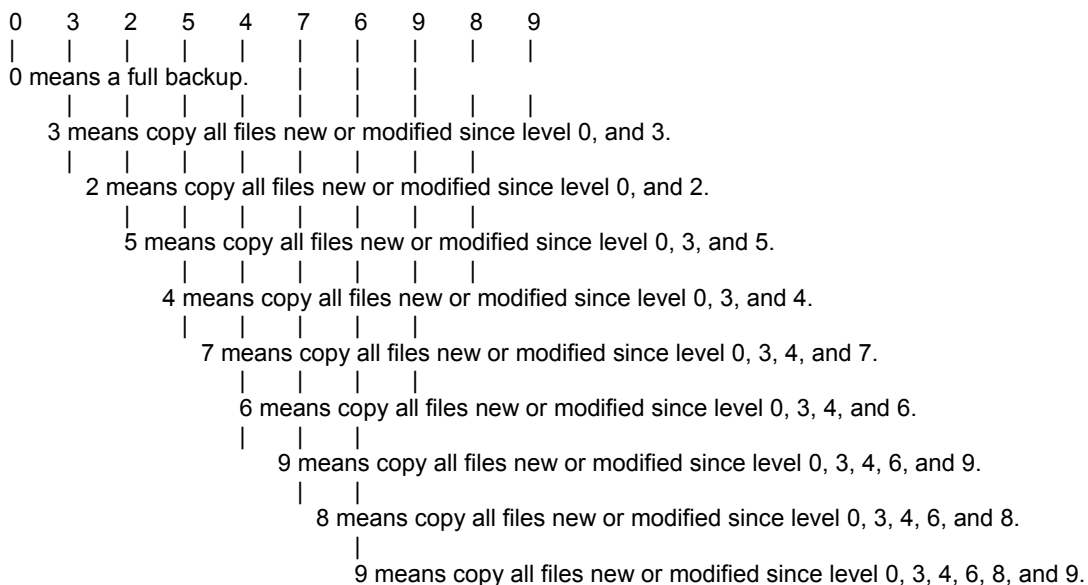 0 3 2 5 4 7 6 9 8 9
| | | | | | | | | |
0 means a full backup. | | |
| | | | | | | | |
3 means copy all files new or modified since level 0, and 3.
| | | | | | | |
2 means copy all files new or modified since level 0, and 2.
| | | | | | |
5 means copy all files new or modified since level 0, 3, and 5.
| | | | | |
4 means copy all files new or modified since level 0, 3, and 4.
| | | | |
7 means copy all files new or modified since level 0, 3, 4, and 7.
| | | |
6 means copy all files new or modified since level 0, 3, 4, and 6.
| | |
9 means copy all files new or modified since level 0, 3, 4, 6, and 9.
| |
8 means copy all files new or modified since level 0, 3, 4, 6, and 8.
|
9 means copy all files new or modified since level 0, 3, 4, 6, 8, and 9.